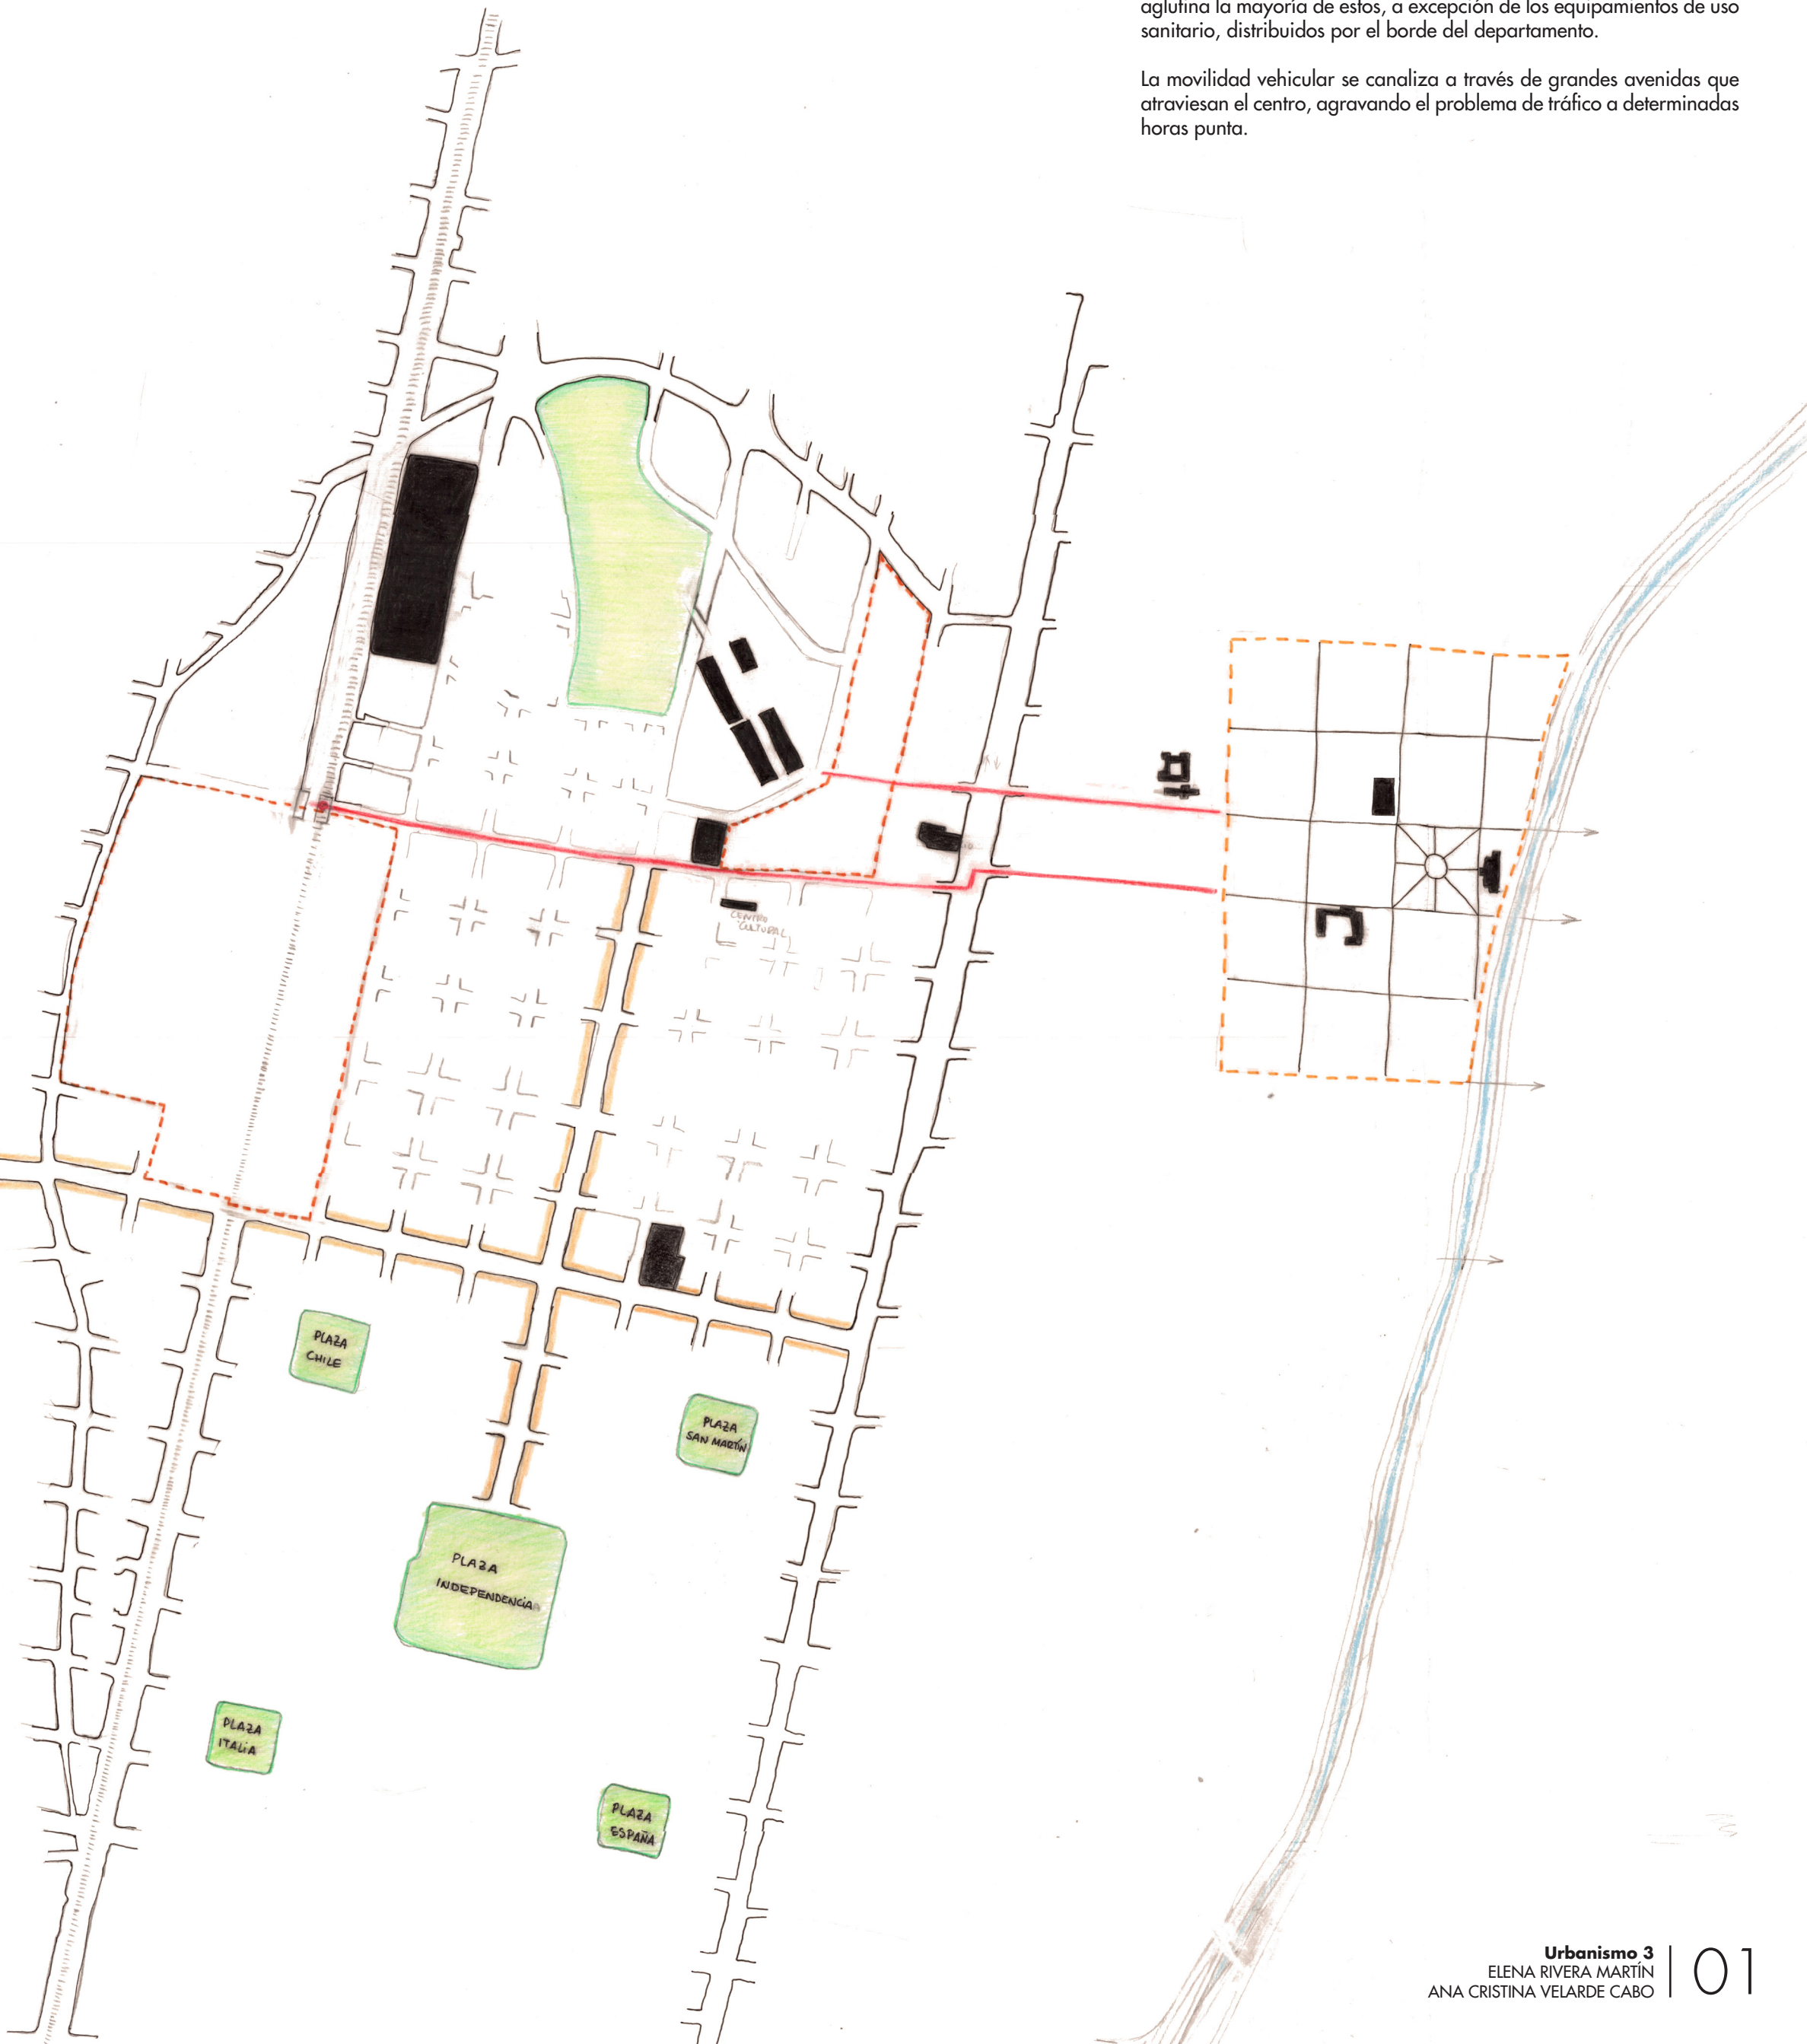 aglutina la mayoría de estos, a excepción de los equipamientos de uso
sanitario, distribuidos por el borde del departamento.
La movilidad vehicular se canaliza a través de grandes avenidas que
atraviesan el centro, agravando el problema de tráfico a determinadas
horas punta.
CENTRO
CULTURAL
PLAZA
CHILE
PLAZA
SAN MARTÍN
PLAZA
INDEPENDENCIA
PLAZA
ITALIA
PLAZA
ESPAÑA
Urbanismo 3
ELENA RIVERA MARTÍN
ANA CRISTINA VELARDE CABO
01